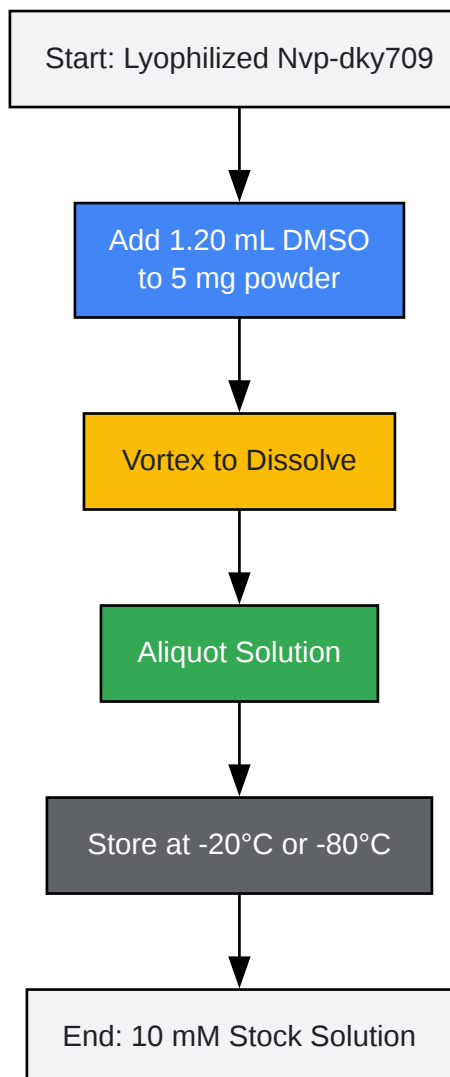 Start: Lyophilized Nvp-dky709
Add 1.20 mL DMSO
to 5 mg powder
Vortex to Dissolve
Aliquot Solution
Store at -20°C or -80°C
End: 10 mM Stock Solution